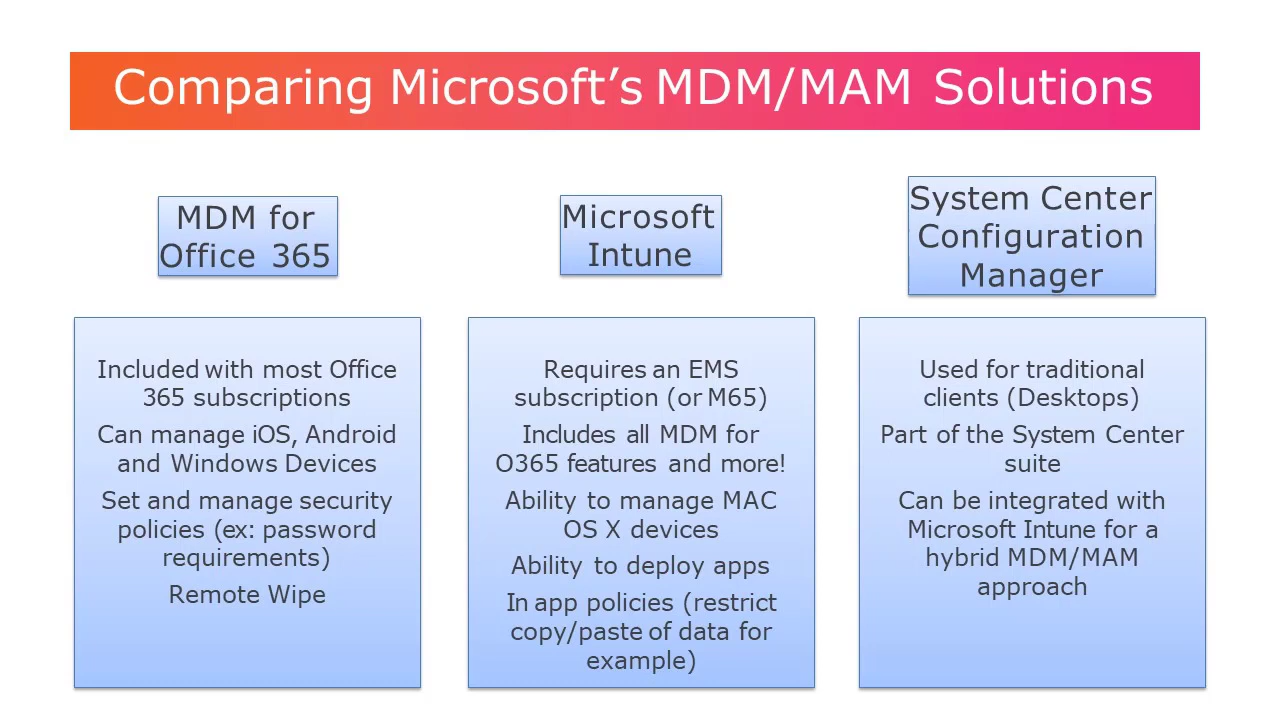 Comparing Microsoft’s MDM/MAM Solutions
MDM for
Office 365
Included with most Office
365 subscriptions
Can manage iOS, Android
and Windows Devices
Set and manage security
policies (ex: password
requirements)
Remote Wipe
Microsoft
Intune
Requires an EMS
subscription (or M65)
Includes all MDM for
O365 features and more!
Ability to manage MAC
OS X devices
Ability to deploy apps
In app policies (restrict
copy/paste of data for
example)
System Center
Configuration
Manager
Used for traditional
clients (Desktops)
Part of the System Center
suite
Can be integrated with
Microsoft Intune for a
hybrid MDM/MAM
approach